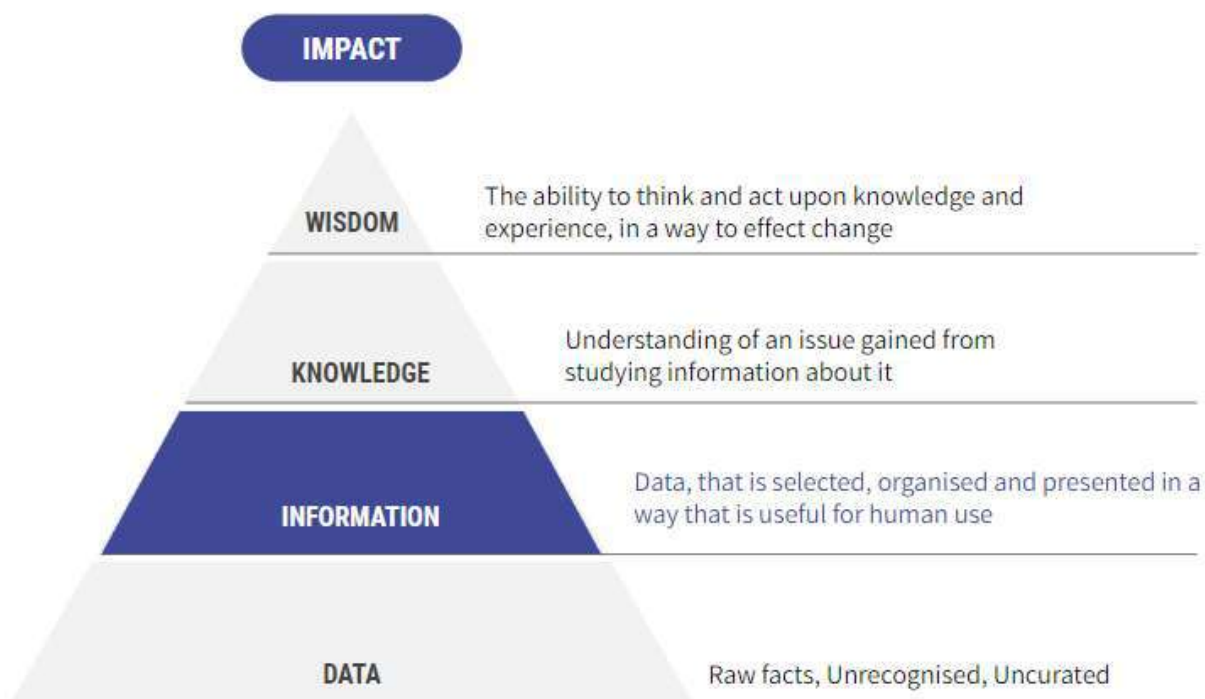 IMPACT
WISDOM
The ability to think and act upon knowledge and
experience, in a way to effect change
KNOWLEDGE
Understanding of an issue gained from
studying information about it
INFORMATION
Data, that is selected, organised and presented in a
way that is useful for human use
DATA
Raw facts, Unrecognised, Uncurated